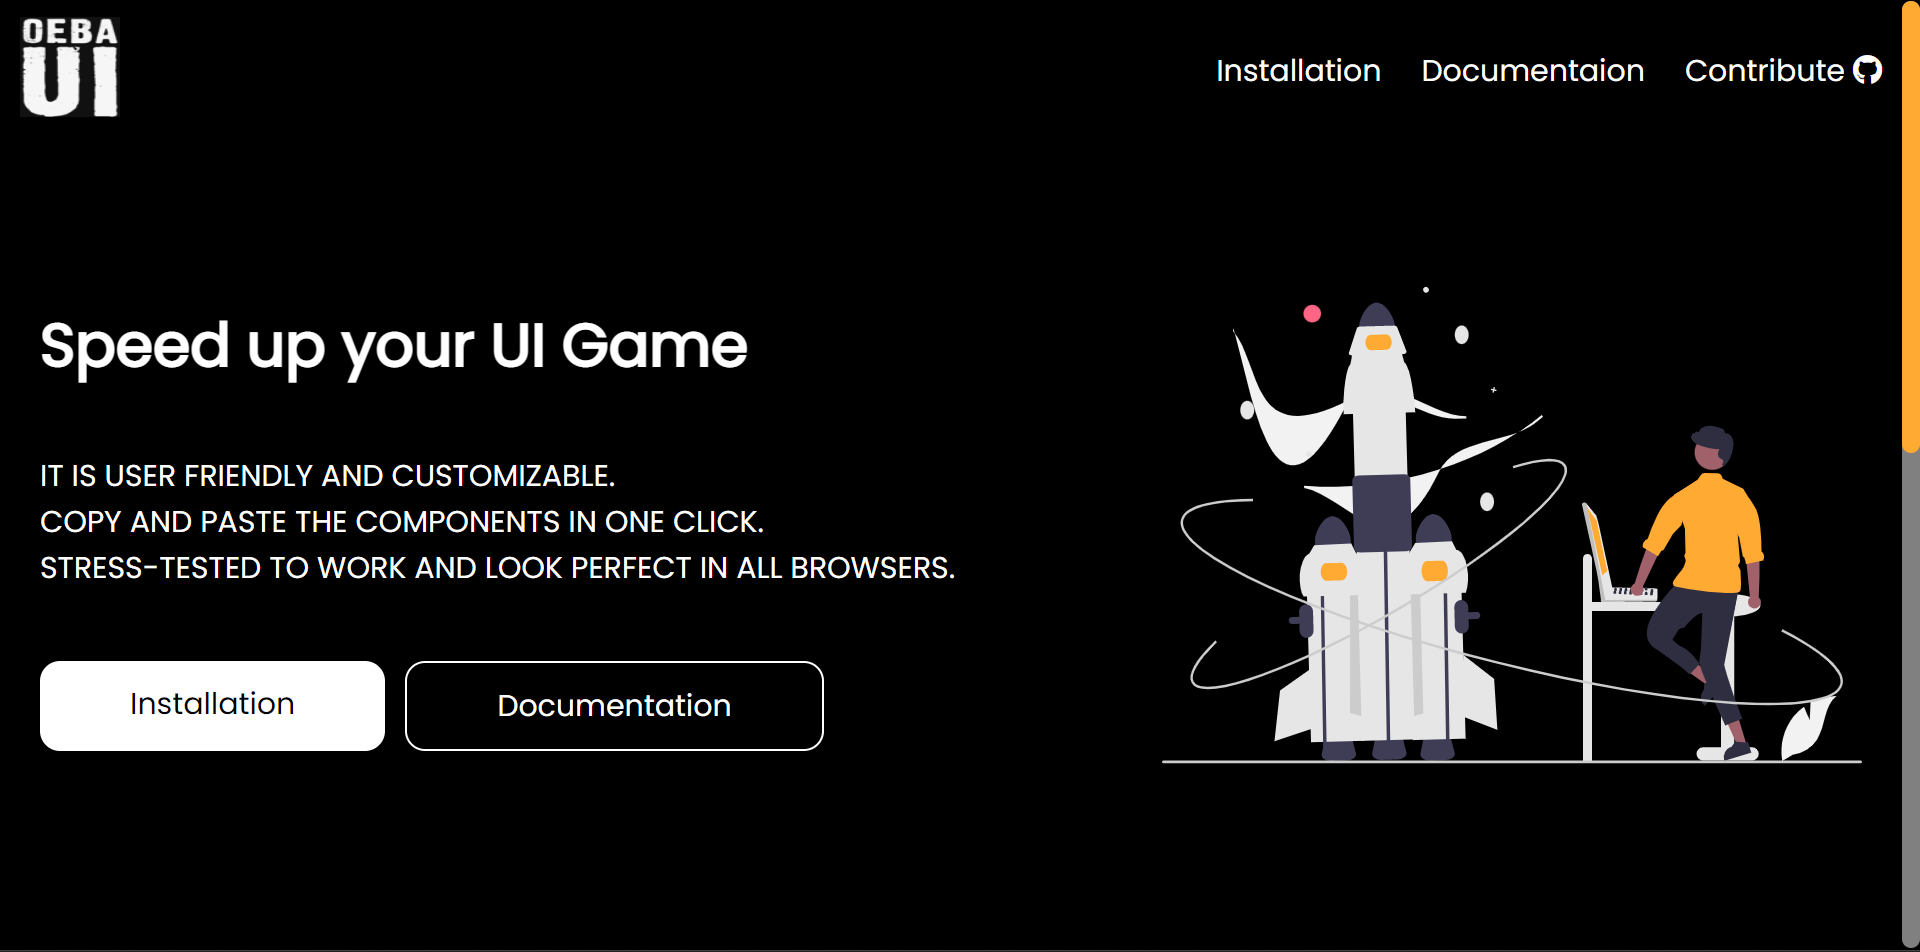 OEBA
UI
Installation
Documentaion
Contribute
Speed up your UI Game
IT IS USER FRIENDLY AND CUSTOMIZABLE.
COPY AND PASTE THE COMPONENTS IN ONE CLICK.
STRESS-TESTED TO WORK AND LOOK PERFECT IN ALL BROWSERS.
Installation
Documentation